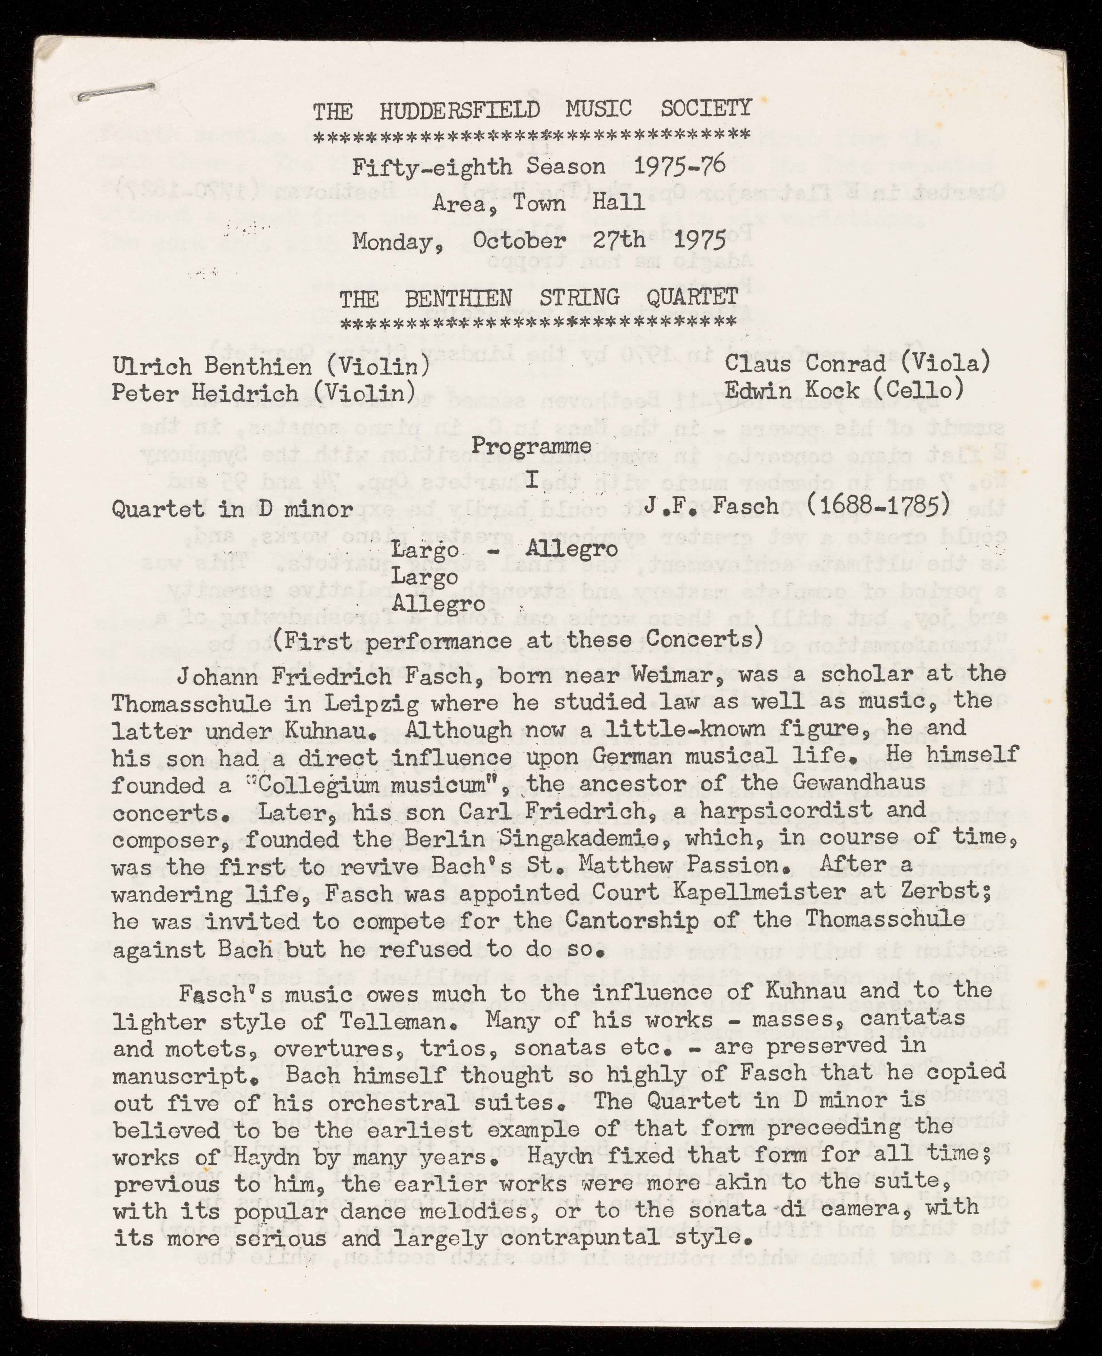 THE HUDDERSFIELD MUSIC SOCIETY
*********************************
Fifty-eighth Season 1975-76
Area, Town Hall
Monday, October 27th 1975
THE BENTHIEN STRING QUARTET
******************************
Ulrich Benthien (Violin) Claus Conrad (Viola)
Peter Heidrich (Violin) Edwin Kock (Cello)
Programme
I
Quartet in D minor J.F. Fasch (1688-1785)
Largo - Allegro
Largo
Allegro
(First performance at these Concerts)
Johann Friedrich Fasch, born near Weimar, was a scholar at the
Thomasschule in Leipzig where he studied law as well as music, the
latter under Kuhnau. Although now a little-known figure, he and
his son had a direct influence upon German musical life. He himself
founded a "Collegium musicum", the ancestor of the Gewandhaus
concerts. Later, his son Carl Friedrich, a harpsicordist and
composer, founded the Berlin Singakademie, which, in course of time,
was the first to revive Bach's St. Matthew Passion. After a
wandering life, Fasch was appointed Court Kapellmeister at Zerbst;
he was invited to compete for the Cantorship of the Thomasschule
against Bach but he refused to do so.
Fasch's music owes much to the influence of Kuhnau and to the
lighter style of Telleman. Many of his works - masses, cantatas
and motets, overtures, trios, sonatas etc. - are preserved in
manuscript. Bach himself thought so highly of Fasch that he copied
out five of his orchestral suites. The Quartet in D minor is
believed to be the earliest example of that form preceeding the
works of Haydn by many years. Haydn fixed that form for all time;
previous to him, the earlier works were more akin to the suite,
with its popular dance melodies, or to the sonata di camera, with
its more serious and largely contrapuntal style.